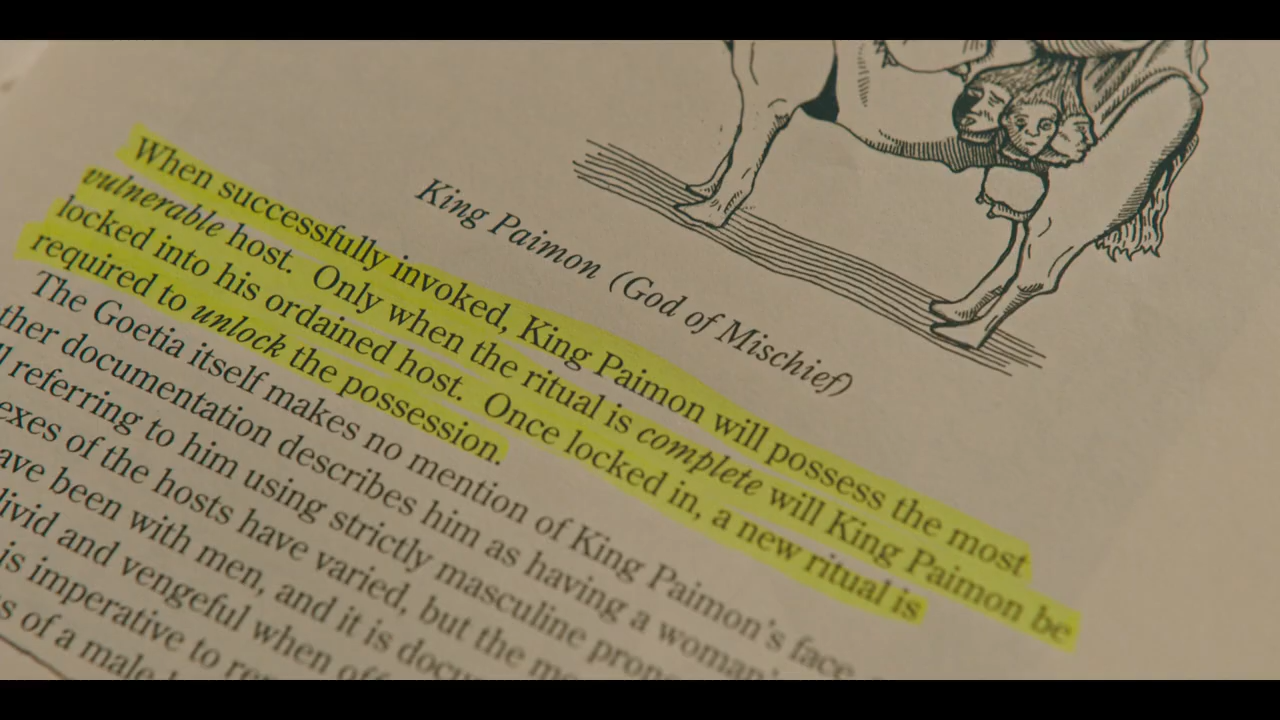 King Paimon (God of Mischief)
When successfully invoked, King Paimon will possess the most
vulnerable host. Only when the ritual is complete will King Paimon be
locked into his ordained host. Once locked in, a new ritual is
required to unlock the possession.
The Goetia itself makes no mention of King Paimon's face
ther documentation describes him as having a woman's
l referring to him using strictly masculine pron
exes of the hosts have varied, but the mo
ave been with men, and it is docu
livid and vengeful when off
is imperative to re
s of a male